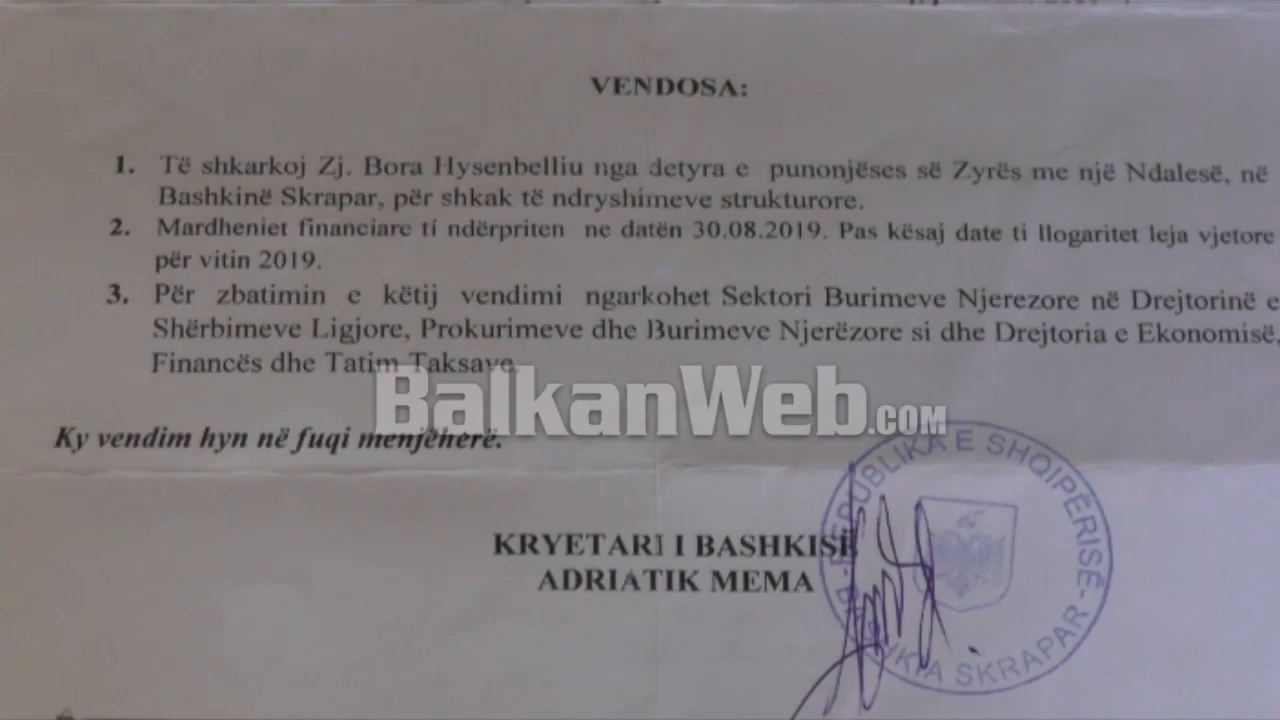 VENDOSA:
1. Të shkarkoj Zj. Bora Hysenbelliu nga detyra e punonjëses së Zyrës me një Ndalesë, në
Bashkinë Skrapar, për shkak të ndryshimeve strukturore.
2. Mardheniet financiare tí ndërpriten ne datën 30.08.2019. Pas kësaj date ti llogaritet leja vjetore
për vitin 2019.
3. Për zbatimin e këtij vendimi ngarkohet Sektori Burimeve Njerezore në Drejtorinë e
Shërbimeve Ligjore, Prokurimeve dhe Burimeve Njerëzore si dhe Drejtoria e Ekonomisë,
Financës dhe Tatim Taksave.
BalkanWeb.COM
Ky vendim hyn në fuqi menjëherë.
KRYETARI I BASHKISË
ADRIATIK MEMA
REPUBLIKA E SHQIPËRISË-
BASHKIA SKRAPAR